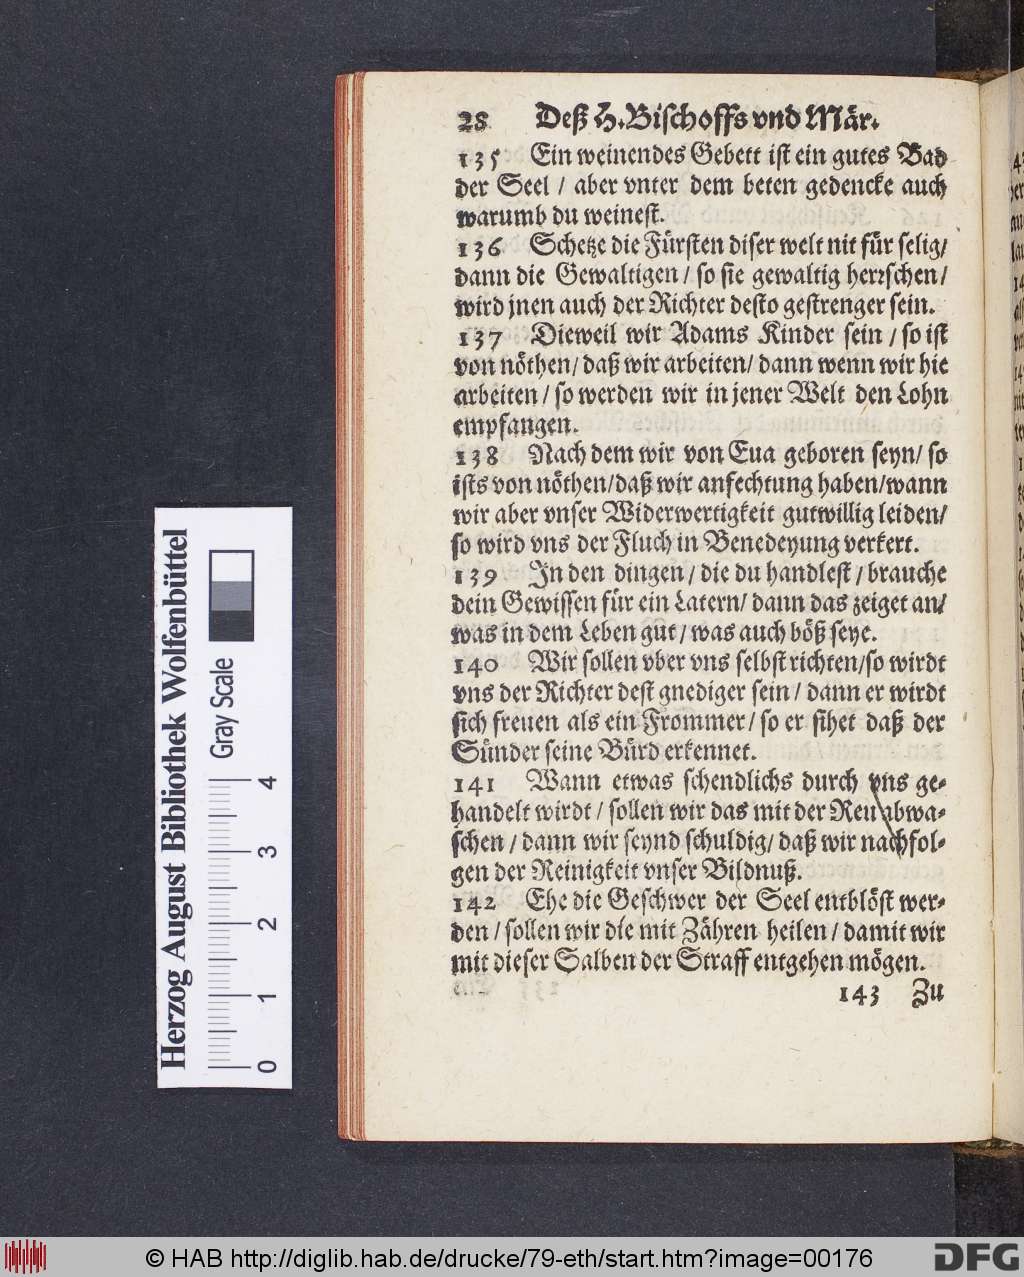 28 Deß H. Bischoffs vnd Mär.
135 Ein weinendes Gebett ist ein gutes Bad
der Seel / aber vnter dem beten gedencke auch
warumb du weinest.
136 Schetze die Fürsten diser welt nit für selig/
dann die Gewaltigen / so sie gewaltig herrschen /
wird jnen auch der Richter desto gestrenger sein.
137 Dieweil wir Adams Kinder sein / so ist
von nöthen / daß wir arbeiten / dann wenn wir hie
arbeiten / so werden wir in jener Welt den Lohn
empfangen.
138 Nach dem wir von Eua geboren seyn / so
ists von nöthen / daß wir anfechtung haben / wann
wir aber vnser Widerwertigkeit gutwillig leiden/
so wird vns der Fluch in Benedeyung verkert.
139 In den dingen / die du handlest / brauche
dein Gewissen für ein Latern / dann das zeiget an/
was in dem Leben gut / was auch böß seye.
140 Wir sollen vber vns selbst richten / so wirdt
vns der Richter dest gnediger sein / dann er wirdt
sich freuen als ein Frommer / so er sihet daß der
Sünder seine Bürd erkennet.
141 Wann etwas schendlichs durch vns ge-
handelt wirdt / sollen wir das mit der Reu abwa-
schen / dann wir seynd schuldig / daß wir nachfol-
gen der Reinigkeit vnser Bildnuß.
142 Ehe die Geschwer der Seel entblöst wer-
den / sollen wir die mit Zähren heilen / damit wir
mit dieser Salben der Straff entgehen mögen.
143 Zu
Herzog August Bibliothek Wolfenbüttel
Gray Scale
0 1 2 3 4
© HAB http://diglib.hab.de/drucke/79-eth/start.htm?image=00176
DFG